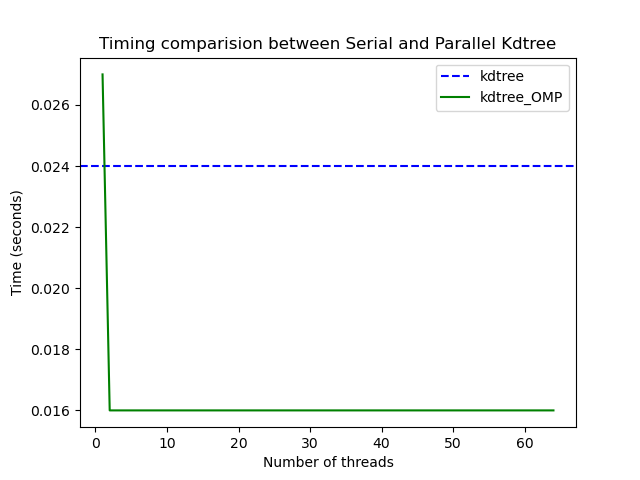 Timing comparision between Serial and Parallel Kdtree
kdtree
kdtree_OMP
0.026
0.024
0.022
0.020
0.018
0.016
Time (seconds)
0 10 20 30 40 50 60
Number of threads